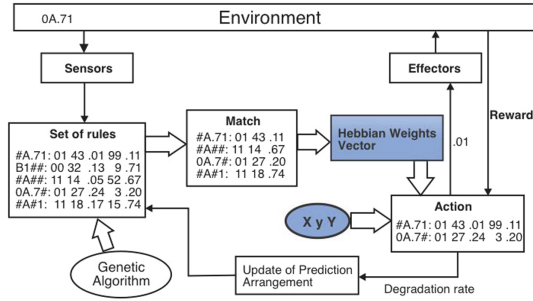 0A.71
Environment
Sensors
Effectors
Reward
Set of rules
#A.71: 01 43 .01 99 .11
B1##: 00 32 .13 9 .71
#A##: 11 14 .05 52 .67
0A.7#: 01 27 .24 3 .20
#A#1: 11 18 .17 15 .74
Match
#A.71: 01 43 .11
#A##: 11 14 .67
0A.7#: 01 27 .20
#A#1: 11 18 .74
Hebbian Weights
Vector
.01
X y Y
Action
#A.71: 01 43 .01 99 .11
0A.7#: 01 27 .24 3 .20
Genetic
Algorithm
Update of Prediction
Arrangement
Degradation rate